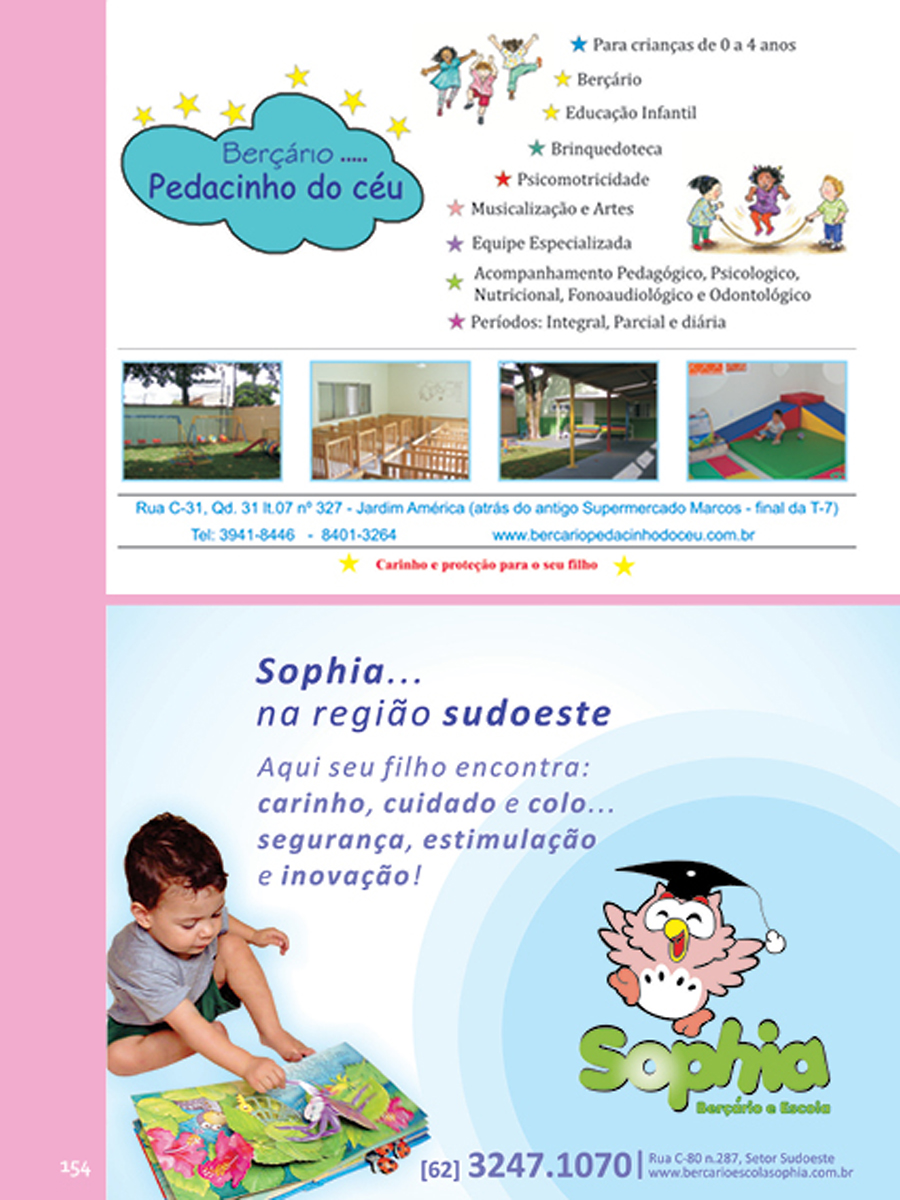 Berçário .....
Pedacinho do céu
Para crianças de 0 a 4 anos
Berçário
Educação Infantil
Brinquedoteca
Psicomotricidade
Musicalização e Artes
Equipe Especializada
Acompanhamento Pedagógico, Psicologico,
Nutricional, Fonoaudiológico e Odontológico
Períodos: Integral, Parcial e diária
Rua C-31, Qd. 31 lt.07 nº 327 - Jardim América (atrás do antigo Supermercado Marcos - final da T-7)
Tel: 3941-8446 - 8401-3264 www.bercariopedacinhodoceu.com.br
Carinho e proteção para o seu filho
Sophia...
na região sudoeste
Aqui seu filho encontra:
carinho, cuidado e colo...
segurança, estimulação
e inovação!
Sophia
Berçário e Escola
[62] 3247.1070
Rua C-80 n.287, Setor Sudoeste
www.bercarioescolasophia.com.br
154